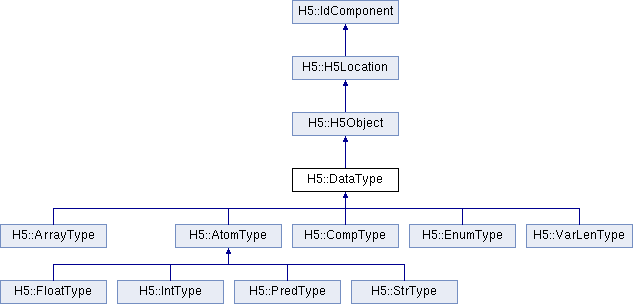 H5::IdComponent
H5::H5Location
H5::H5Object
H5::DataType
H5::ArrayType H5::AtomType H5::CompType H5::EnumType H5::VarLenType
H5::FloatType H5::IntType H5::PredType H5::StrType